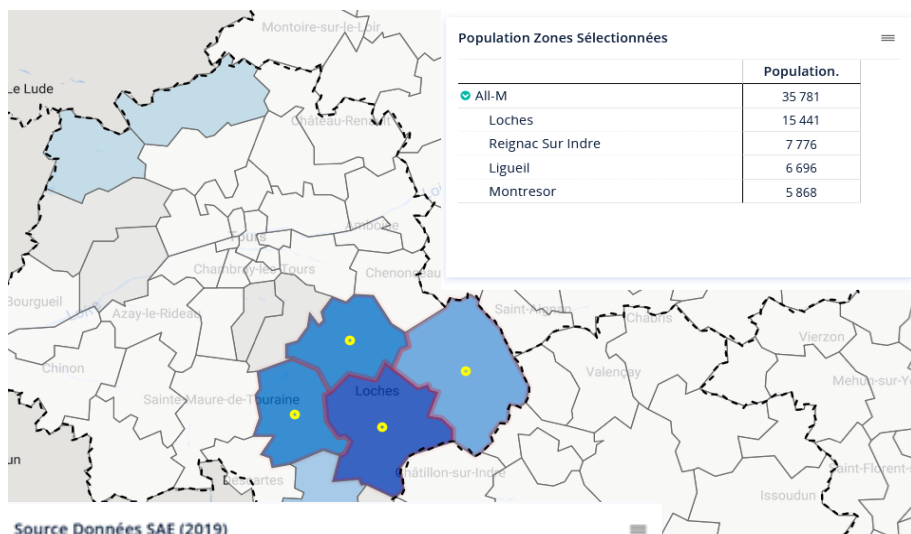 Montoire-sur-le-Loir
Population Zones Sélectionnées
Le Lude
Population.
All-M 35 781
Château-Renault
Loches 15 441
Reignac Sur Indre 7 776
Ligueil 6 696
Montresor 5 868
Amboise
Tours
Chambray-lès-Tours
Chenonceau
Bourgueil
Loire
Azay-le-Rideau
Saint-Aignan
Chabris
Vierzon
Chinon
Valençay
Loches
Mehun-sur-Y
Sainte-Maure-de-Touraine
un
Descartes
Châtillon-sur-Indre
Saint-Florent-s
Issoudun
Source Données SAE (2019)